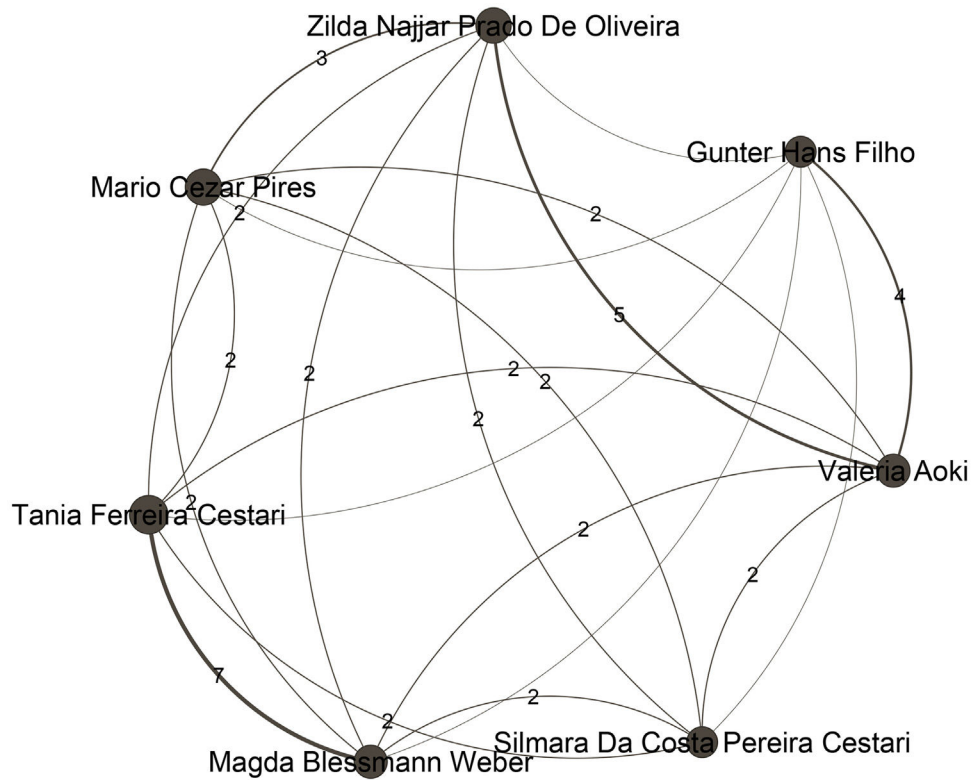 Zilda Najjar Prado De Oliveira
3
Gunter Hans Filho
Mario Cezar Pires
2
2
4
5
2
2
2
2
2
Valeria Aoki
2
Tania Ferreira Cestari
2
2
7
2
2
Silmara Da Costa Pereira Cestari
Magda Blessmann Weber